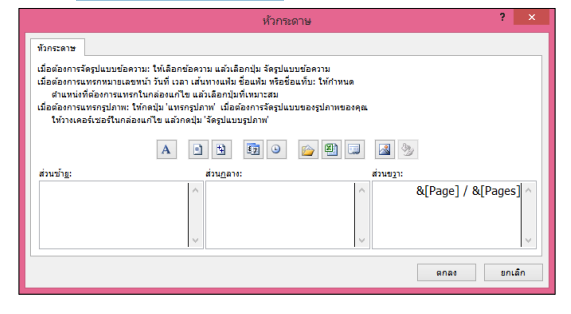 หัวกระดาษ
? ×
หัวกระดาษ
เมื่อต้องการจัดรูปแบบข้อความ: ให้เลือกข้อความ แล้วเลือกปุ่ม จัดรูปแบบข้อความ
เมื่อต้องการแทรกหมายเลขหน้า วันที่ เวลา เส้นทางแฟ้ม ชื่อแฟ้ม หรือชื่อแท็บ: ให้กำหนด
ตำแหน่งที่ต้องการแทรกในกล่องแก้ไข แล้วเลือกปุ่มที่เหมาะสม
เมื่อต้องการแทรกรูปภาพ: ให้กดปุ่ม 'แทรกรูปภาพ' เมื่อต้องการจัดรูปแบบของรูปภาพของคุณ
ให้วางเคอร์เซอร์ในกล่องแก้ไข แล้วกดปุ่ม 'จัดรูปแบบรูปภาพ'
A
ส่วนซ้าย: ส่วนกลาง: ส่วนขวา:
&[Page] / &[Pages]
ตกลง ยกเลิก